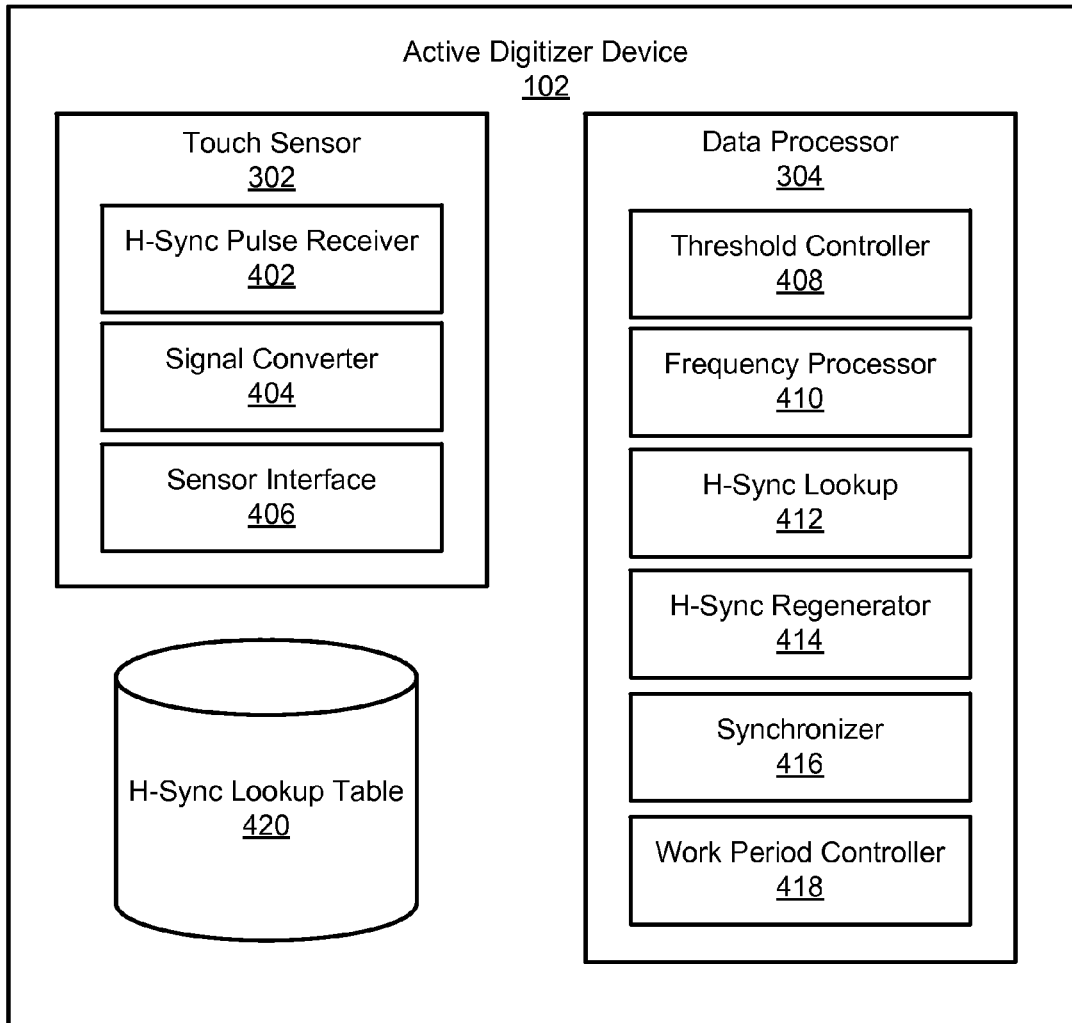 Active Digitizer Device
102
Touch Sensor
302
H-Sync Pulse Receiver
402
Signal Converter
404
Sensor Interface
406
H-Sync Lookup Table
420
Data Processor
304
Threshold Controller
408
Frequency Processor
410
H-Sync Lookup
412
H-Sync Regenerator
414
Synchronizer
416
Work Period Controller
418